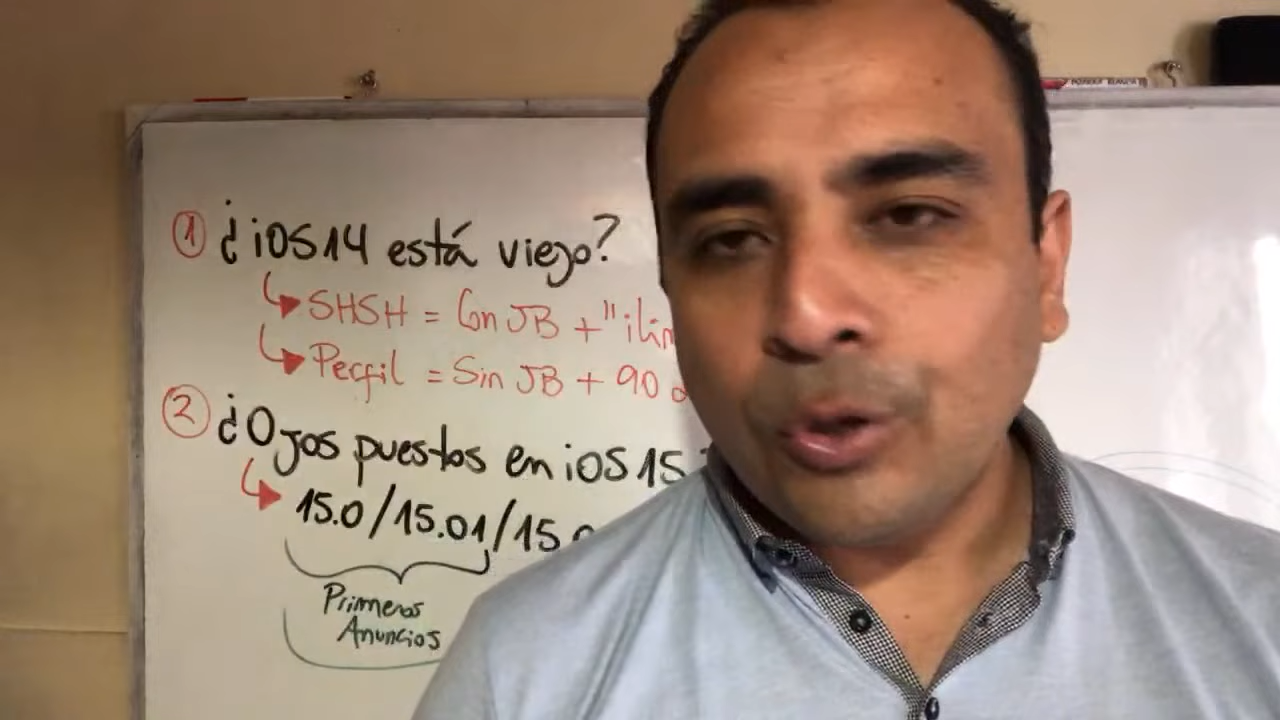 ① ¿iOS14 está viejo?
SHSH = Con JB + "ilim
Perfil = Sin JB + 90 d
② ¿Ojos puestos en iOS 15
15.0/15.01/15.0
Primeros
Anuncios